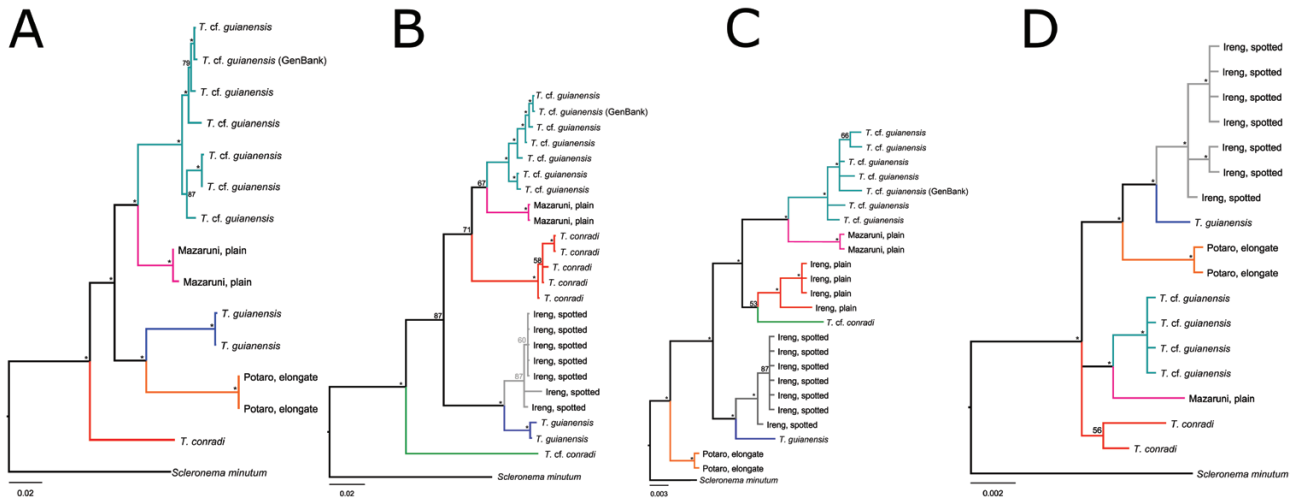 A
T. cf. guianensis
T. cf. guianensis (GenBank)
79
T. cf. guianensis
T. cf. guianensis
T. cf. guianensis
T. cf. guianensis
87
T. cf. guianensis
Mazaruni, plain
Mazaruni, plain
T. guianensis
T. guianensis
Potaro, elongate
Potaro, elongate
T. conradi
Scleronema minutum
0.02
B
T. cf. guianensis
T. cf. guianensis (GenBank)
T. cf. guianensis
T. cf. guianensis
T. cf. guianensis
T. cf. guianensis
T. cf. guianensis
67
Mazaruni, plain
Mazaruni, plain
71
T. conradi
T. conradi
58
T. conradi
T. conradi
T. conradi
87
Ireng, spotted
Ireng, spotted
60
Ireng, spotted
Ireng, spotted
Ireng, spotted
67
Ireng, spotted
Ireng, spotted
T. guianensis
T. guianensis
T. cf. conradi
Scleronema minutum
0.02
C
66
T. cf. guianensis
T. cf. guianensis
T. cf. guianensis
T. cf. guianensis
T. cf. guianensis (GenBank)
T. cf. guianensis
T. cf. guianensis
Mazaruni, plain
Mazaruni, plain
Ireng, plain
Ireng, plain
Ireng, plain
53
Ireng, plain
T. cf. conradi
Ireng, spotted
Ireng, spotted
87
Ireng, spotted
Ireng, spotted
Ireng, spotted
Ireng, spotted
Ireng, spotted
T. guianensis
Potaro, elongate
Potaro, elongate
Scleronema minutum
0.003
D
Ireng, spotted
Ireng, spotted
Ireng, spotted
Ireng, spotted
Ireng, spotted
Ireng, spotted
Ireng, spotted
T. guianensis
Potaro, elongate
Potaro, elongate
T. cf. guianensis
T. cf. guianensis
T. cf. guianensis
T. cf. guianensis
Mazaruni, plain
T. conradi
56
T. conradi
Scleronema minutum
0.002